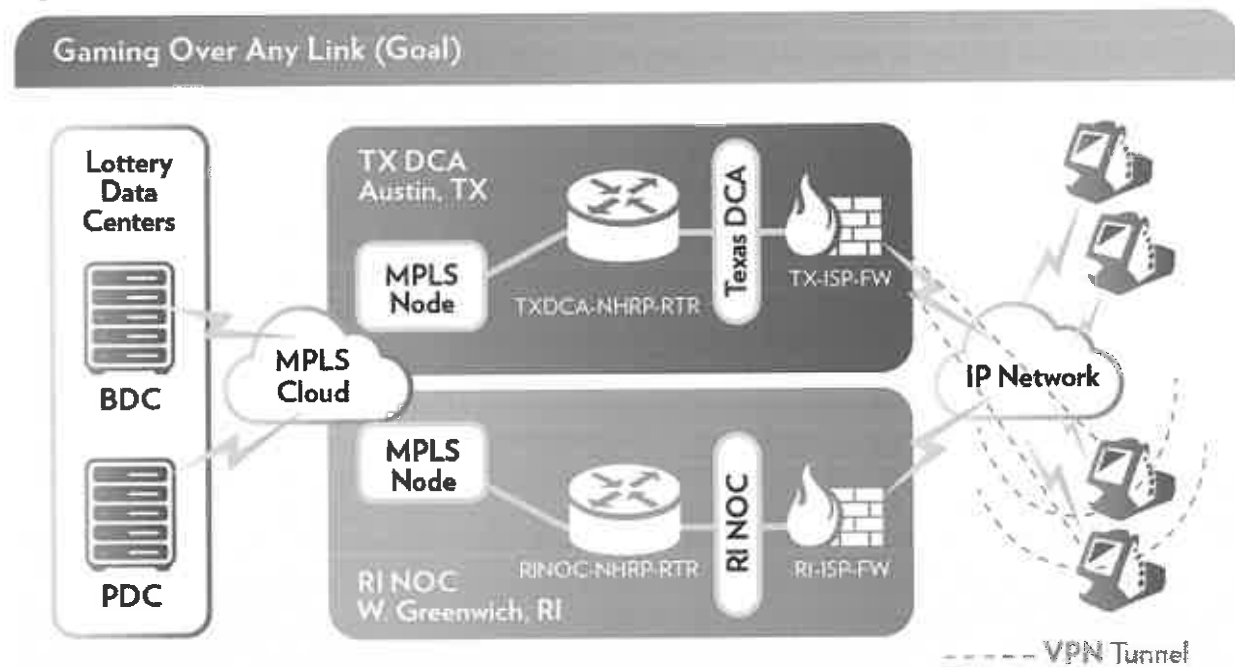 Gaming Over Any Link (Goal)
Lottery
Data
Centers
BDC
PDC
MPLS
Cloud
TX DCA
Austin, TX
MPLS
Node
TXDCA-NHRP-RTR
Texas DCA
TX-ISP-FW
MPLS
Node
RINOC-NHRP-RTR
RI NOC
RI-ISP-FW
RI NOC
W. Greenwich, RI
IP Network
VPN Tunnel